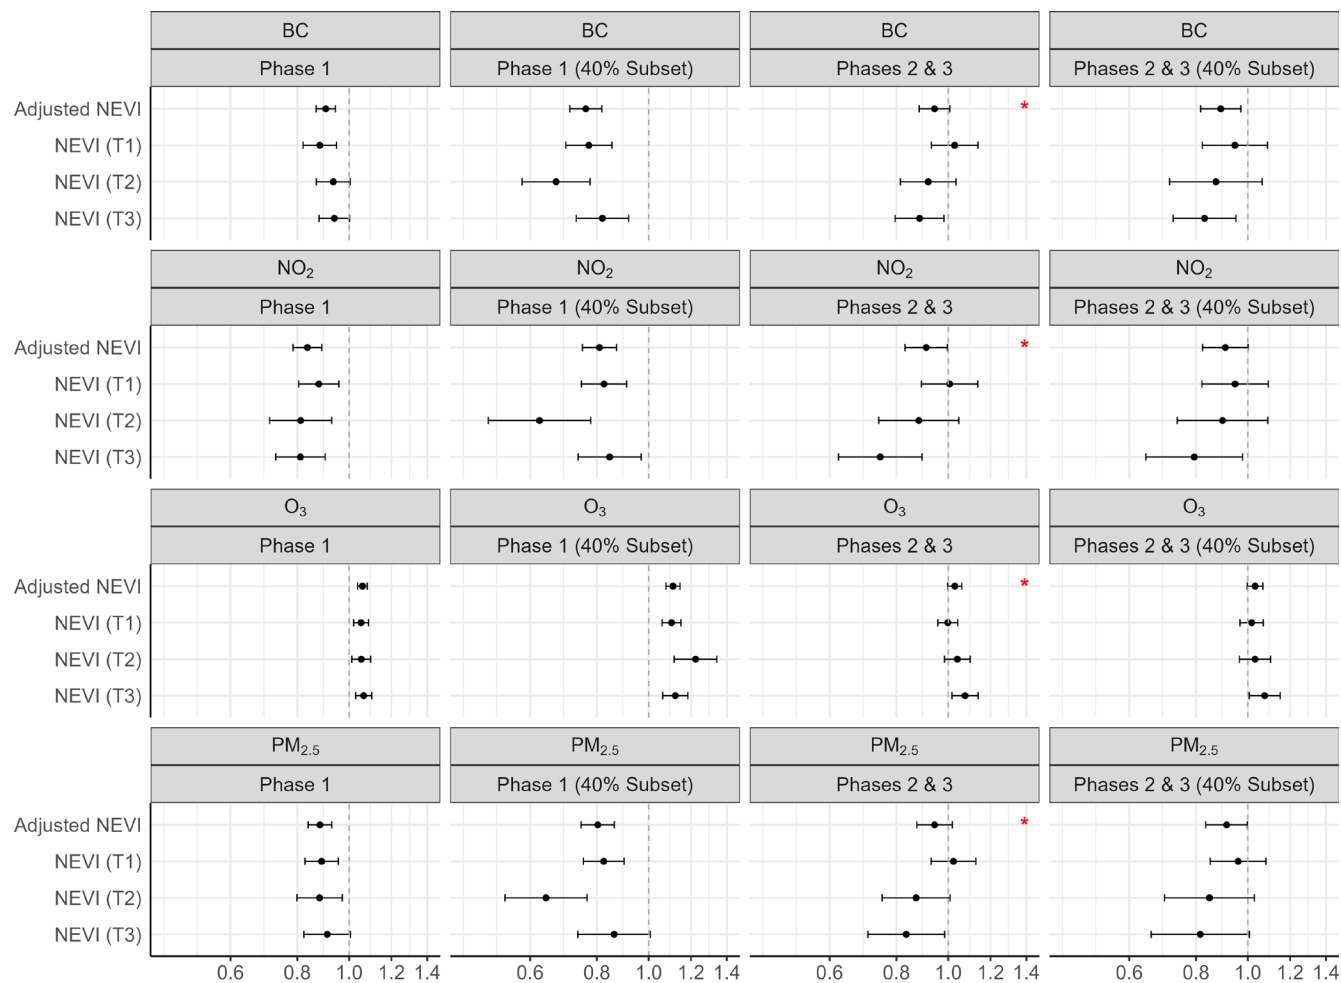 BC BC BC BC
Phase 1 Phase 1 (40% Subset) Phases 2 & 3 Phases 2 & 3 (40% Subset)
Adjusted NEVI *
NEVI (T1)
NEVI (T2)
NEVI (T3)
NO₂ NO₂ NO₂ NO₂
Phase 1 Phase 1 (40% Subset) Phases 2 & 3 Phases 2 & 3 (40% Subset)
Adjusted NEVI *
NEVI (T1)
NEVI (T2)
NEVI (T3)
O₃ O₃ O₃ O₃
Phase 1 Phase 1 (40% Subset) Phases 2 & 3 Phases 2 & 3 (40% Subset)
Adjusted NEVI *
NEVI (T1)
NEVI (T2)
NEVI (T3)
PM₂.₅ PM₂.₅ PM₂.₅ PM₂.₅
Phase 1 Phase 1 (40% Subset) Phases 2 & 3 Phases 2 & 3 (40% Subset)
Adjusted NEVI *
NEVI (T1)
NEVI (T2)
NEVI (T3)
0.6 0.8 1.0 1.2 1.4 0.6 0.8 1.0 1.2 1.4 0.6 0.8 1.0 1.2 1.4 0.6 0.8 1.0 1.2 1.4